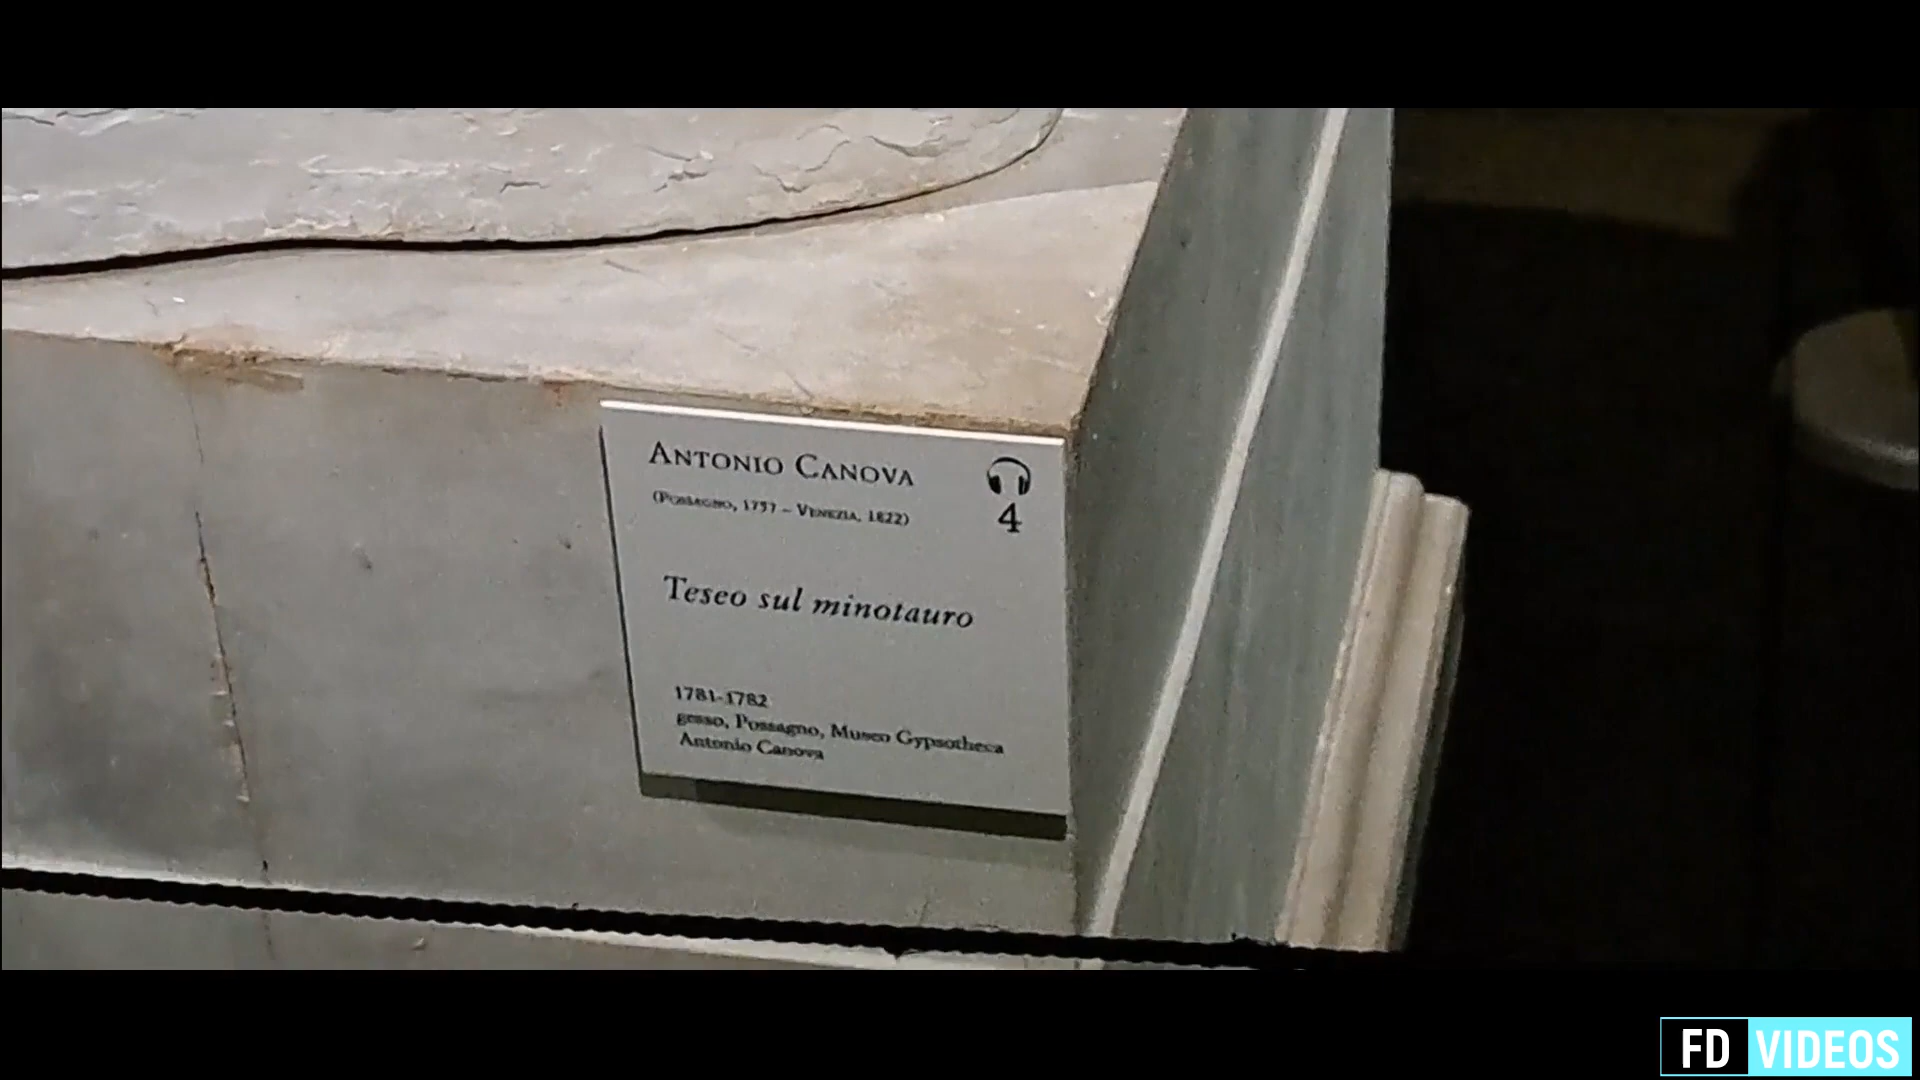 ANTONIO CANOVA
(POSSAGNO, 1757 – VENEZIA, 1822)
4
Teseo sul minotauro
1781-1782
gesso, Possagno, Museo Gypsotheca
Antonio Canova
FD VIDEOS